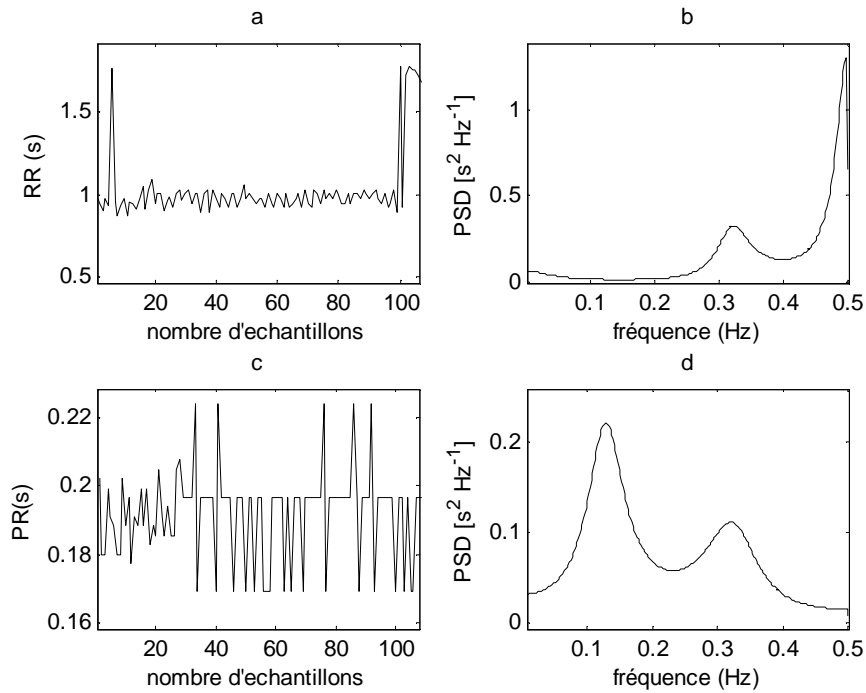 a
1.5
1
0.5
RR (s)
20 40 60 80 100
nombre d'echantillons
b
1
0.5
0
PSD [s² Hz⁻¹]
0.1 0.2 0.3 0.4 0.5
fréquence (Hz)
c
0.22
0.2
0.18
0.16
PR(s)
20 40 60 80 100
nombre d'echantillons
d
0.2
0.1
0
PSD [s² Hz⁻¹]
0.1 0.2 0.3 0.4 0.5
fréquence (Hz)